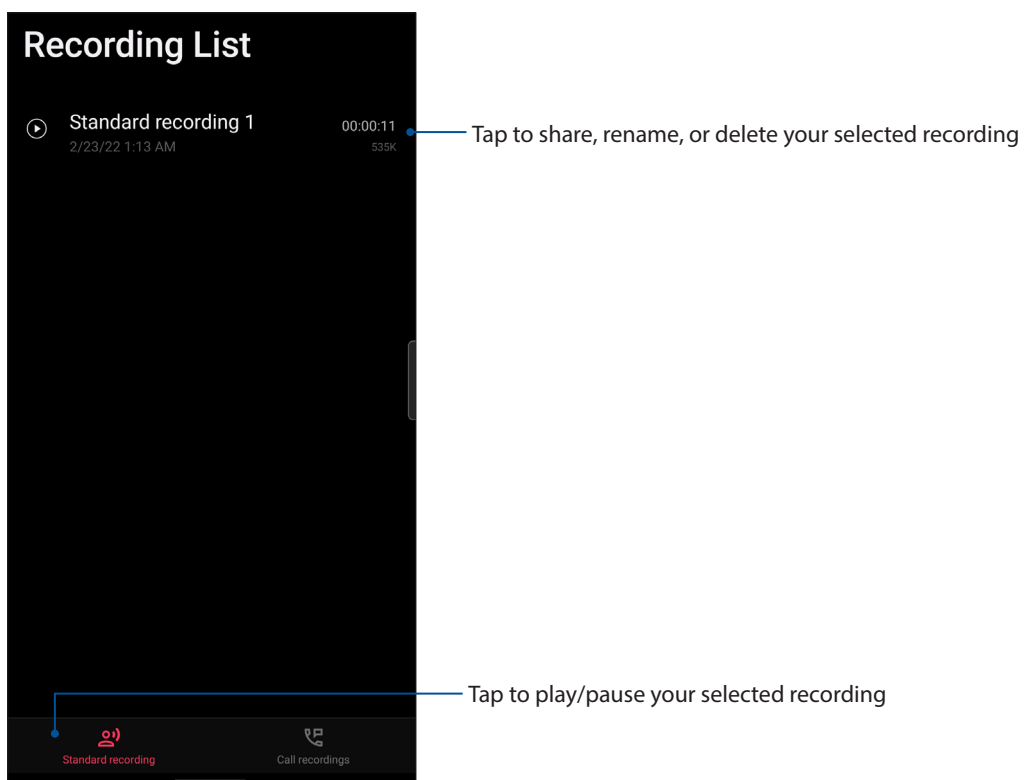 Recording List
Standard recording 1
00:00:11
2/23/22 1:13 AM
535K
Tap to share, rename, or delete your selected recording
Tap to play/pause your selected recording
Standard recording
Call recordings